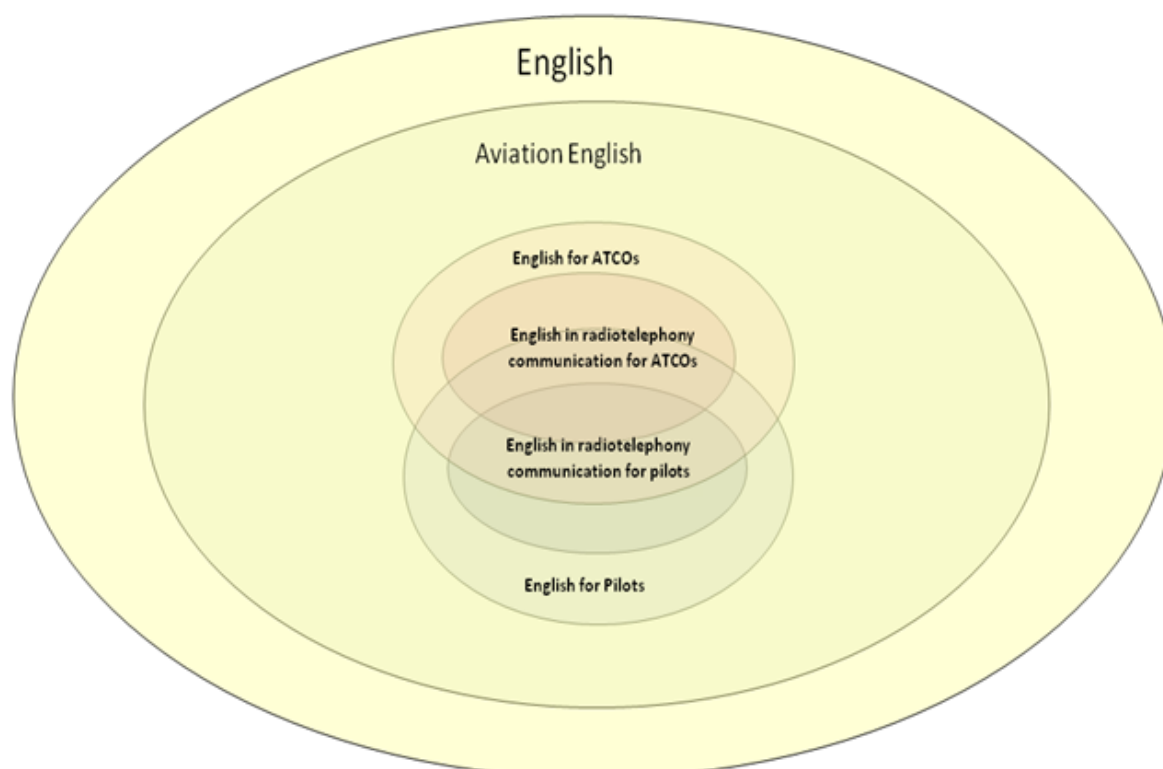 English
Aviation English
English for ATCOs
English in radiotelephony
communication for ATCOs
English in radiotelephony
communication for pilots
English for Pilots